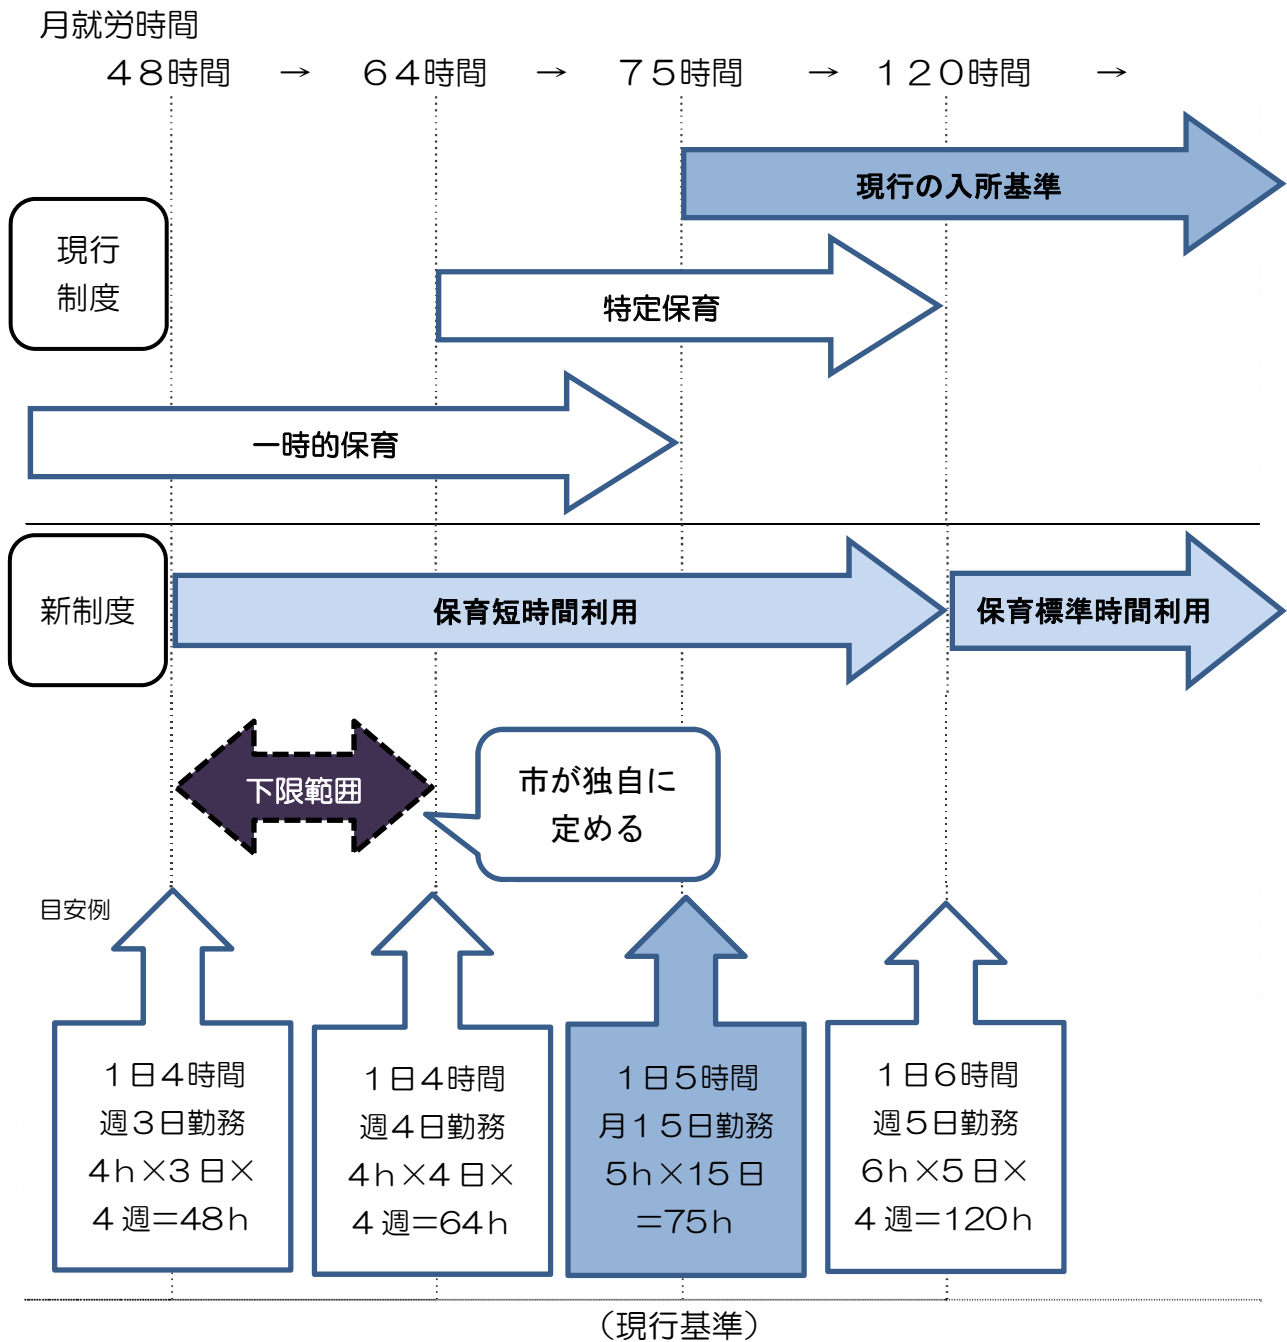 月就労時間
４８時間　→　６４時間　→　７５時間　→　１２０時間　→
現行の入所基準
現行
制度
特定保育
一時的保育
新制度
保育短時間利用
保育標準時間利用
下限範囲
市が独自に
定める
目安例
１日４時間
週３日勤務
４ｈ×３日×
４週＝48ｈ
１日４時間
週４日勤務
４ｈ×４日×
４週＝64ｈ
１日５時間
月１５日勤務
５ｈ×15日
＝75ｈ
１日６時間
週５日勤務
６ｈ×５日×
４週＝120ｈ
（現行基準）